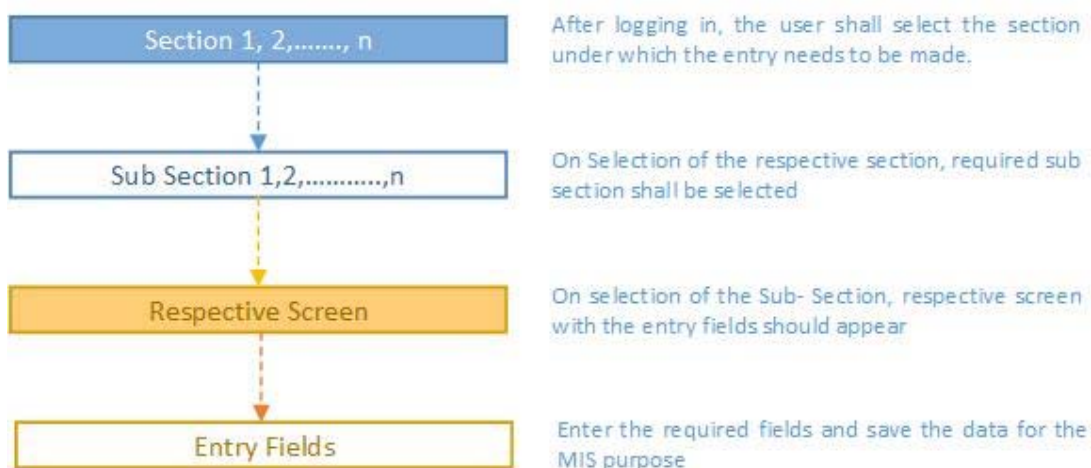 Section 1, 2,......., n
After logging in, the user shall select the section
under which the entry needs to be made.
Sub Section 1,2,............,n
On Selection of the respective section, required sub
section shall be selected
Respective Screen
On selection of the Sub- Section, respective screen
with the entry fields should appear
Entry Fields
Enter the required fields and save the data for the
MIS purpose